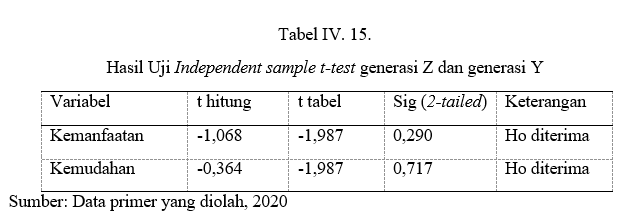 Tabel IV. 15.
Hasil Uji Independent sample t-test generasi Z dan generasi Y
Variabel t hitung t tabel Sig (2-tailed) Keterangan
Kemanfaatan -1,068 -1,987 0,290 Ho diterima
Kemudahan -0,364 -1,987 0,717 Ho diterima
Sumber: Data primer yang diolah, 2020